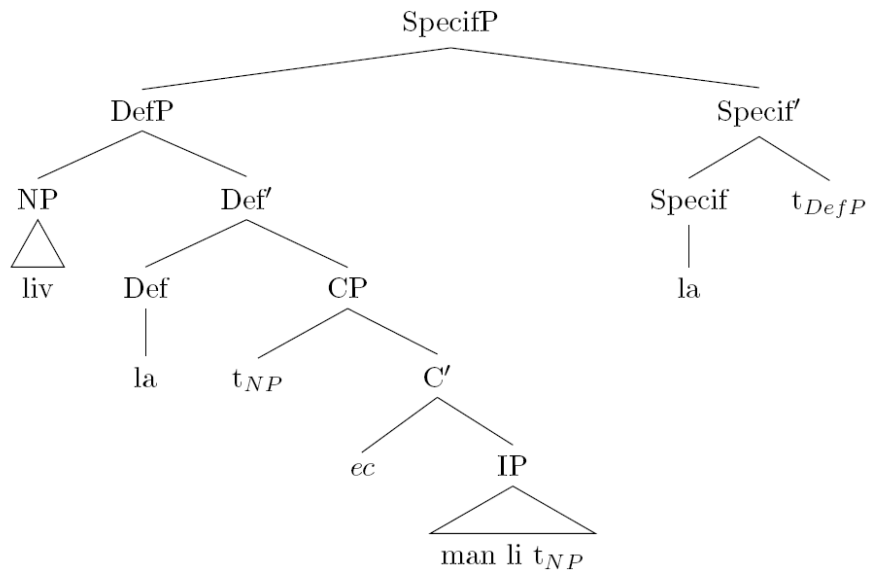 SpecifP
DefP Specif′
NP Def′ Specif t_DefP
liv Def CP la
la t_NP C′
ec IP
man li t_NP